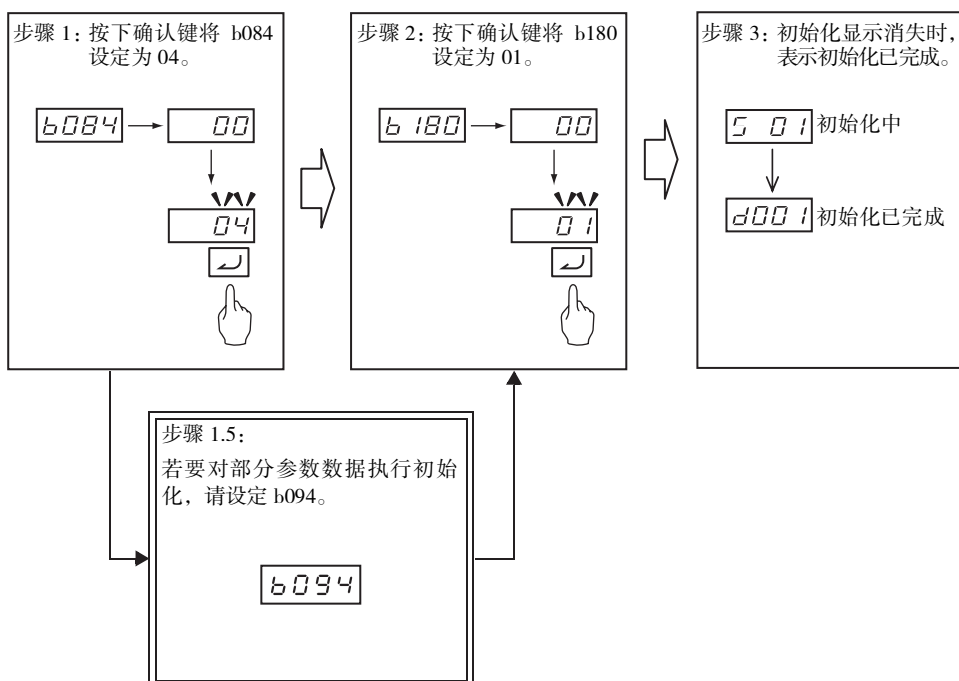 步骤 1：按下确认键将 b084
设定为 04。
b084
00
04
步骤 2：按下确认键将 b180
设定为 01。
b180
00
01
步骤 3：初始化显示消失时，
表示初始化已完成。
5 01 初始化中
d001 初始化已完成
步骤 1.5：
若要对部分参数数据执行初始
化，请设定 b094。
b094